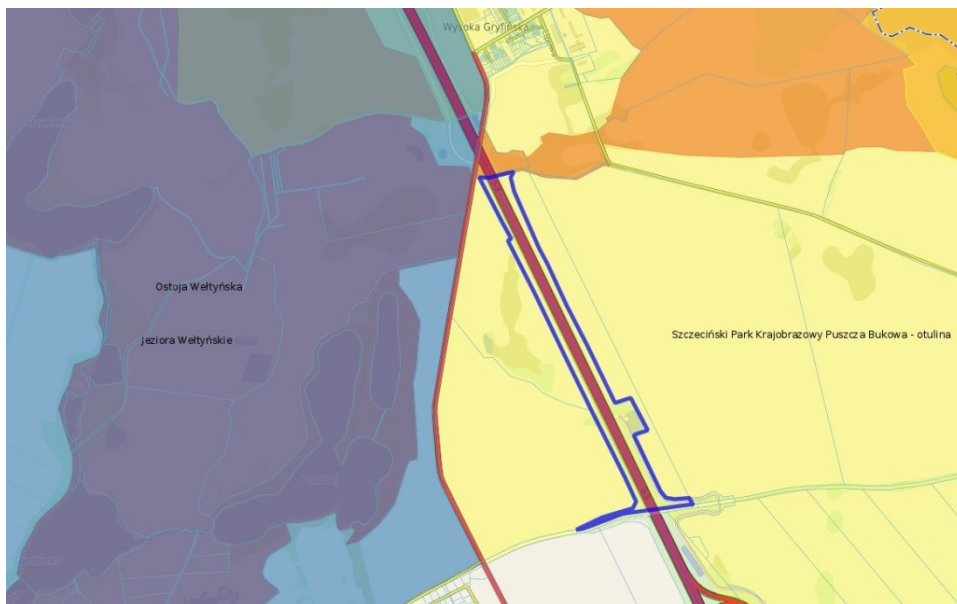 Wysoka Gryfińska
Ostoja Wełtyńska
Jeziora Wełtyńskie
Szczeciński Park Krajobrazowy Puszcza Bukowa - otulina